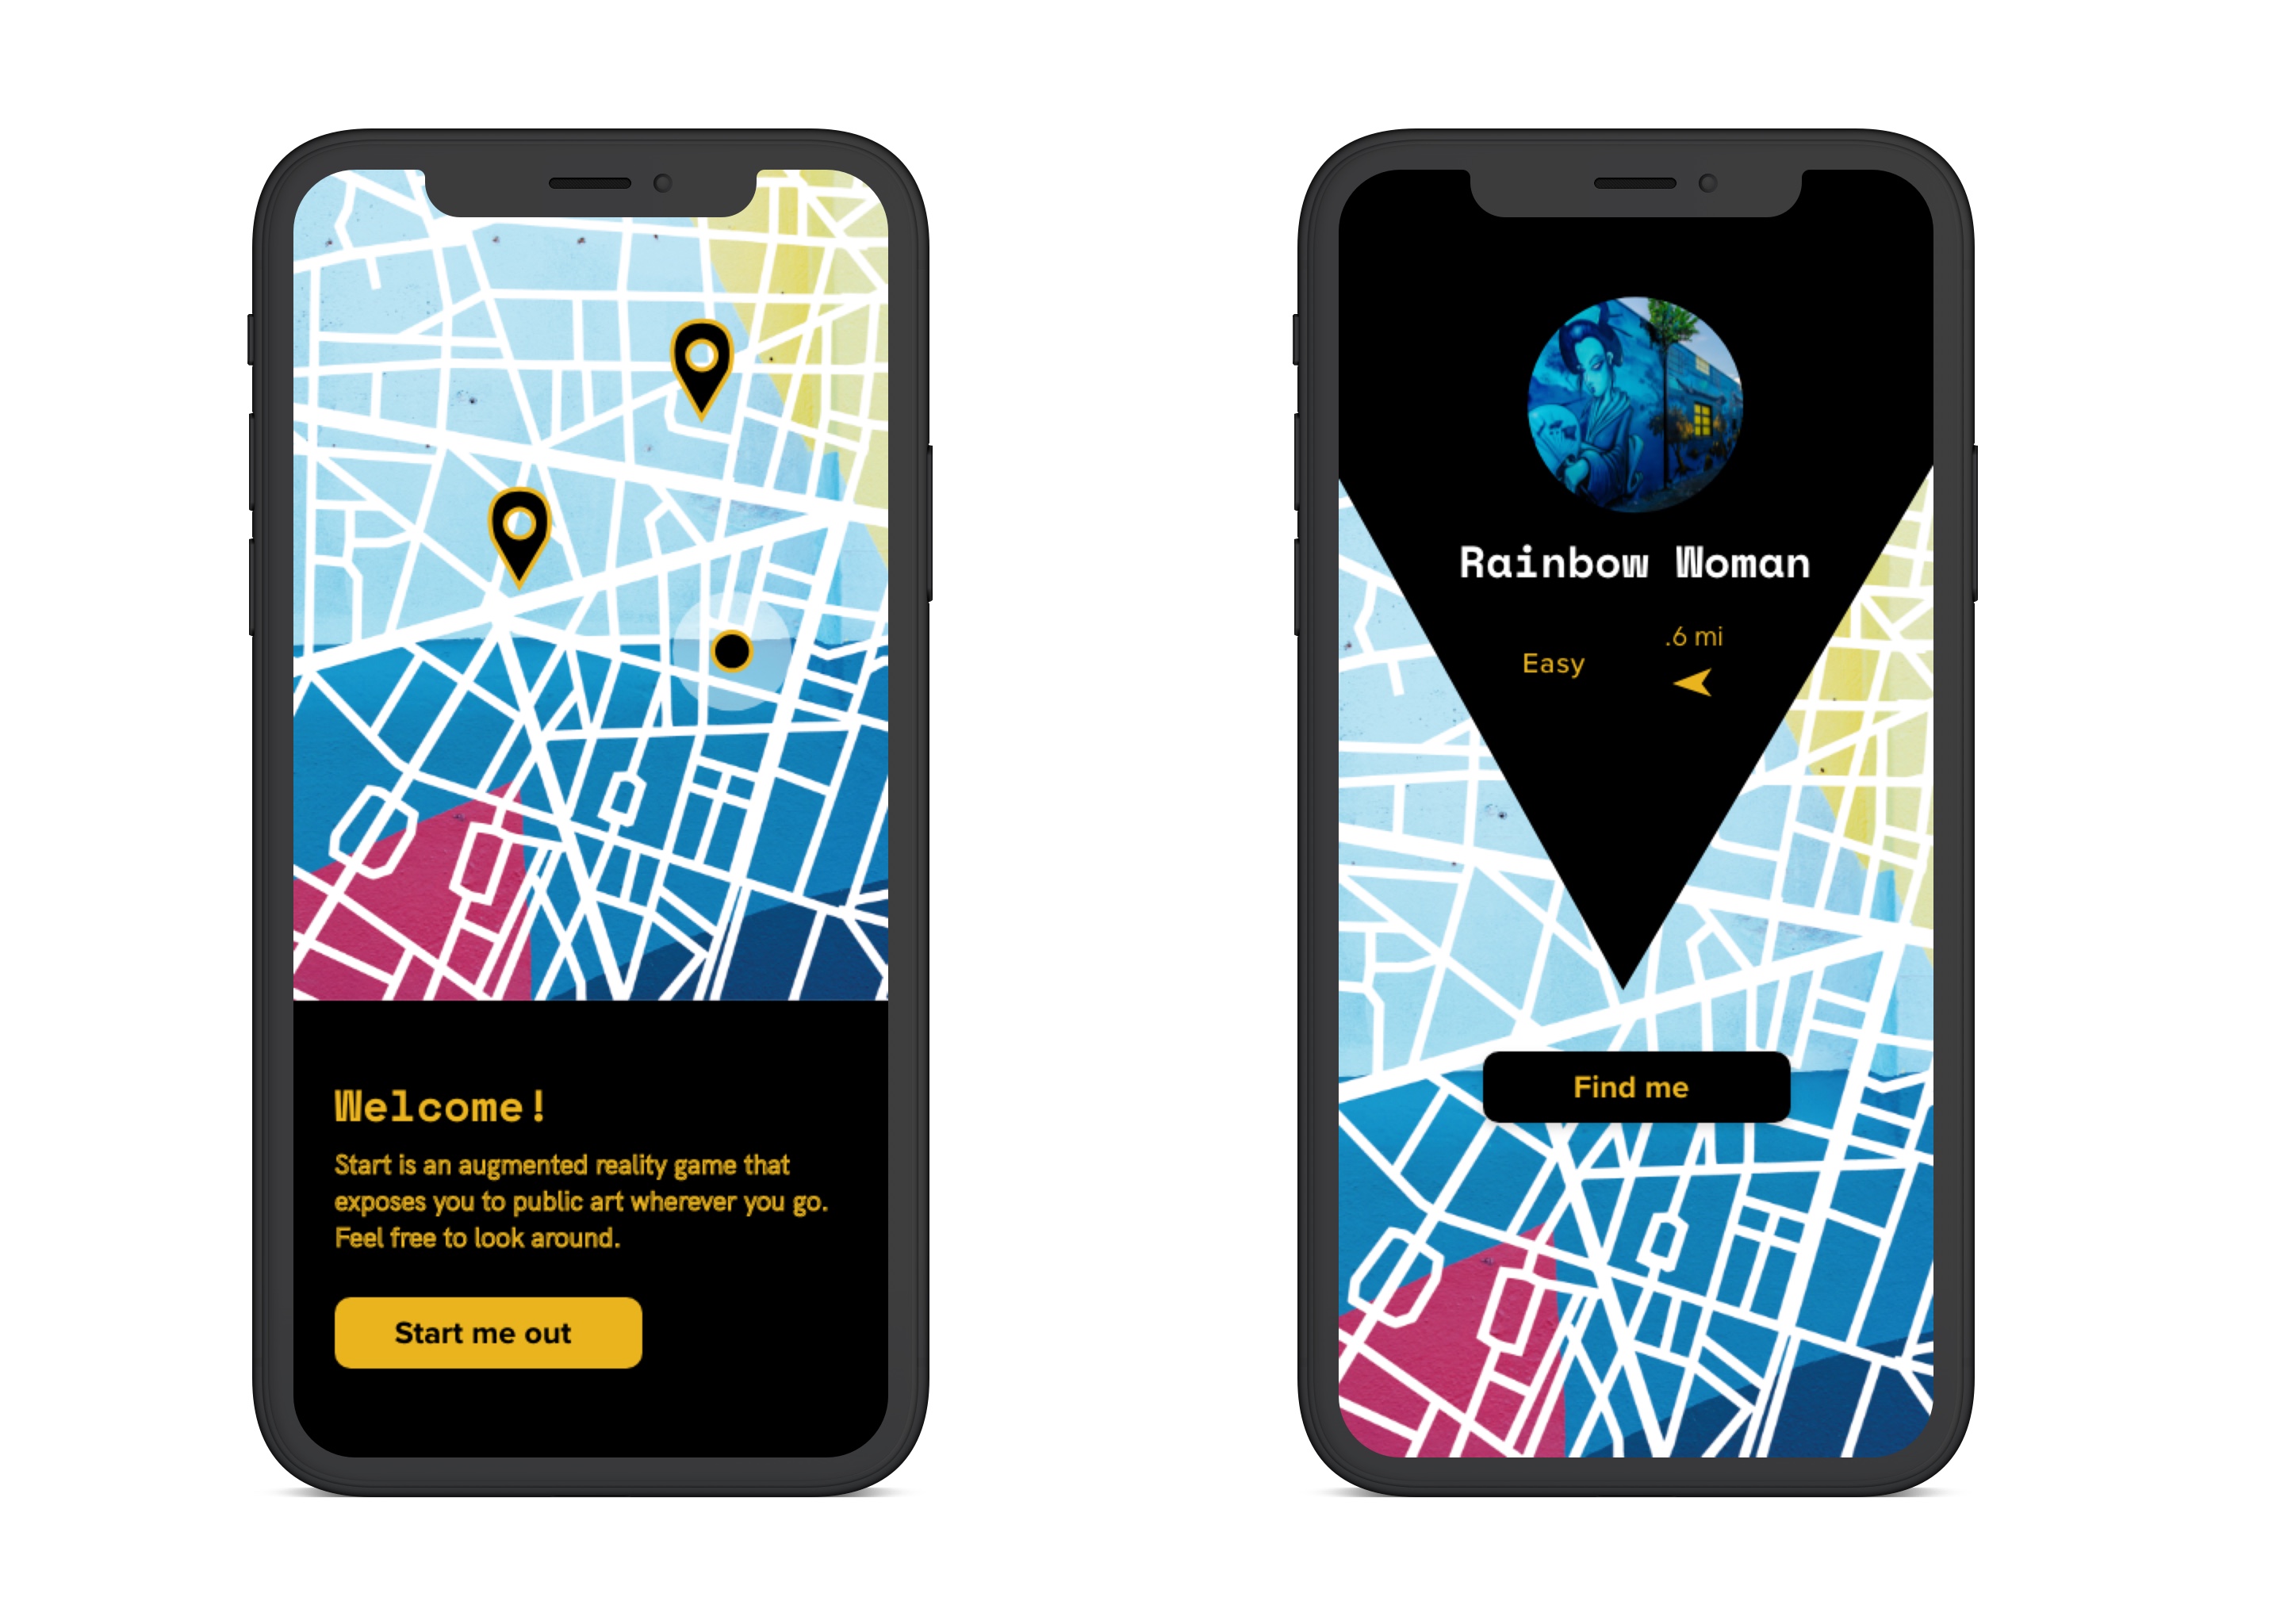 Welcome!
Start is an augmented reality game that
exposes you to public art wherever you go.
Feel free to look around.
Start me out
Rainbow Woman
Easy
.6 mi
Find me